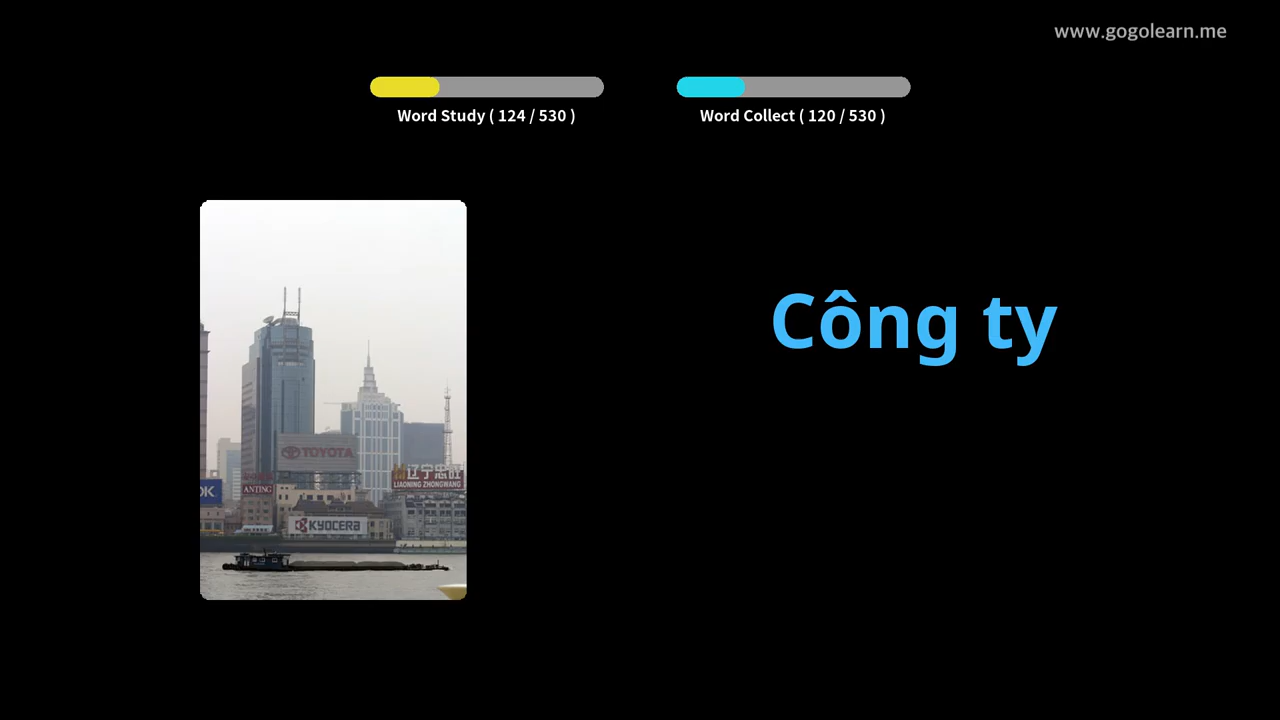 www.gogolearn.me
Word Study ( 124 / 530 )
Word Collect ( 120 / 530 )
Công ty
TOYOTA
辽宁忠旺
LIAONING ZHONGWANG
ANTING
OK
KYOCERA